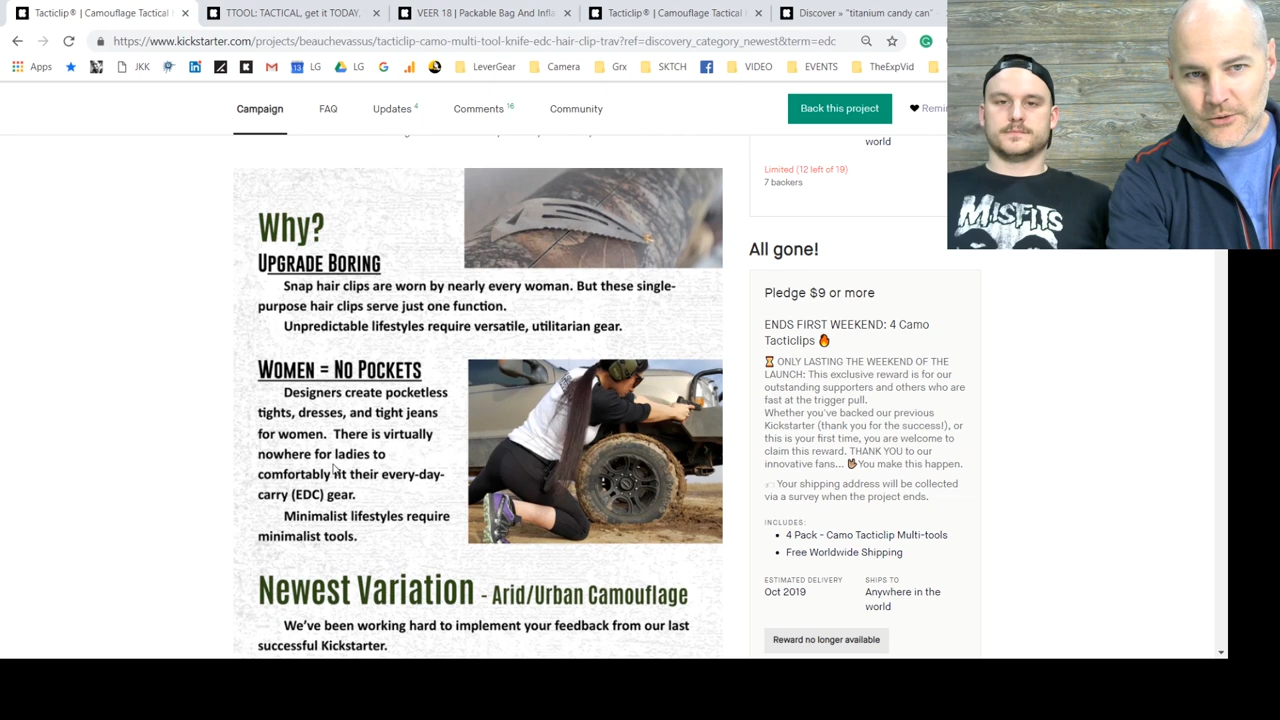 Tacticlip® | Camouflage Tactical
TTOOL: TACTICAL, get it TODAY,
VEER 18 | Packable Bag And Infla
Tacticlip® | Camouflage Tactical
Discover » "titanium candy can"
https://www.kickstarter.com/projects/beauchevassus/tacticlip-camo-multi-tool-knife-edc-hair-clip-trav?ref=discovery_category_newest&term=edc
Apps
JKK
13
LG
LeverGear
Camera
Grx
SKTCH
VIDEO
EVENTS
TheExpVid
Campaign
FAQ
Updates 4
Comments 16
Community
Back this project
Remin
world
Limited (12 left of 19)
7 backers
MISFITS
Why?
UPGRADE BORING
Snap hair clips are worn by nearly every woman. But these single-
purpose hair clips serve just one function.
Unpredictable lifestyles require versatile, utilitarian gear.
WOMEN = NO POCKETS
Designers create pocketless
tights, dresses, and tight jeans
for women. There is virtually
nowhere for ladies to
comfortably fit their every-day-
carry (EDC) gear.
Minimalist lifestyles require
minimalist tools.
Newest Variation - Arid/Urban Camouflage
We've been working hard to implement your feedback from our last
successful Kickstarter.
All gone!
Pledge $9 or more
ENDS FIRST WEEKEND: 4 Camo
Tacticlips 🔥
⏳ ONLY LASTING THE WEEKEND OF THE
LAUNCH: This exclusive reward is for our
outstanding supporters and others who are
fast at the trigger pull.
Whether you've backed our previous
Kickstarter (thank you for the success!), or
this is your first time, you are welcome to
claim this reward. THANK YOU to our
innovative fans... You make this happen.
Your shipping address will be collected
via a survey when the project ends.
INCLUDES:
• 4 Pack - Camo Tacticlip Multi-tools
• Free Worldwide Shipping
ESTIMATED DELIVERY
Oct 2019
SHIPS TO
Anywhere in the
world
Reward no longer available